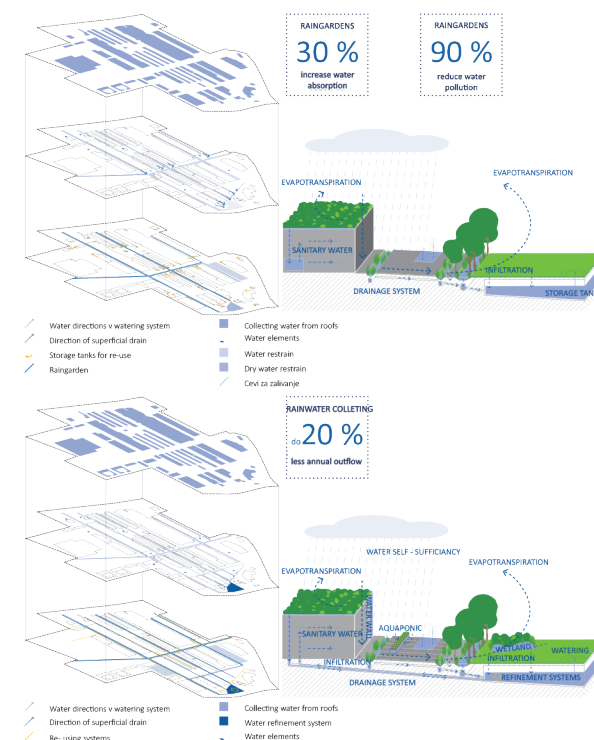 RAINGARDENS
30 %
increase water
absorption
RAINGARDENS
90 %
reduce water
pollution
EVAPOTRANSPIRATION
EVAPOTRANSPIRATION
SANITARY WATER
INFILTRATION
DRAINAGE SYSTEM
STORAGE TAN
Water directions v watering system
Direction of superficial drain
Storage tanks for re-use
Raingarden
Collecting water from roofs
Water elements
Water restrain
Dry water restrain
Cevi za zalivanje
RAINWATER COLLETING
do 20 %
less annual outflow
WATER SELF - SUFFICIANCY
EVAPOTRANSPIRATION
EVAPOTRANSPIRATION
WATER WALL
AQUAPONIC
SANITARY WATER
WETLAND
WATERING
INFILTRATION
INFILTRATION
REFINEMENT SYSTEMS
DRAINAGE SYSTEM
Water directions v watering system
Direction of superficial drain
Re- using systems
Collecting water from roofs
Water refinement system
Water elements